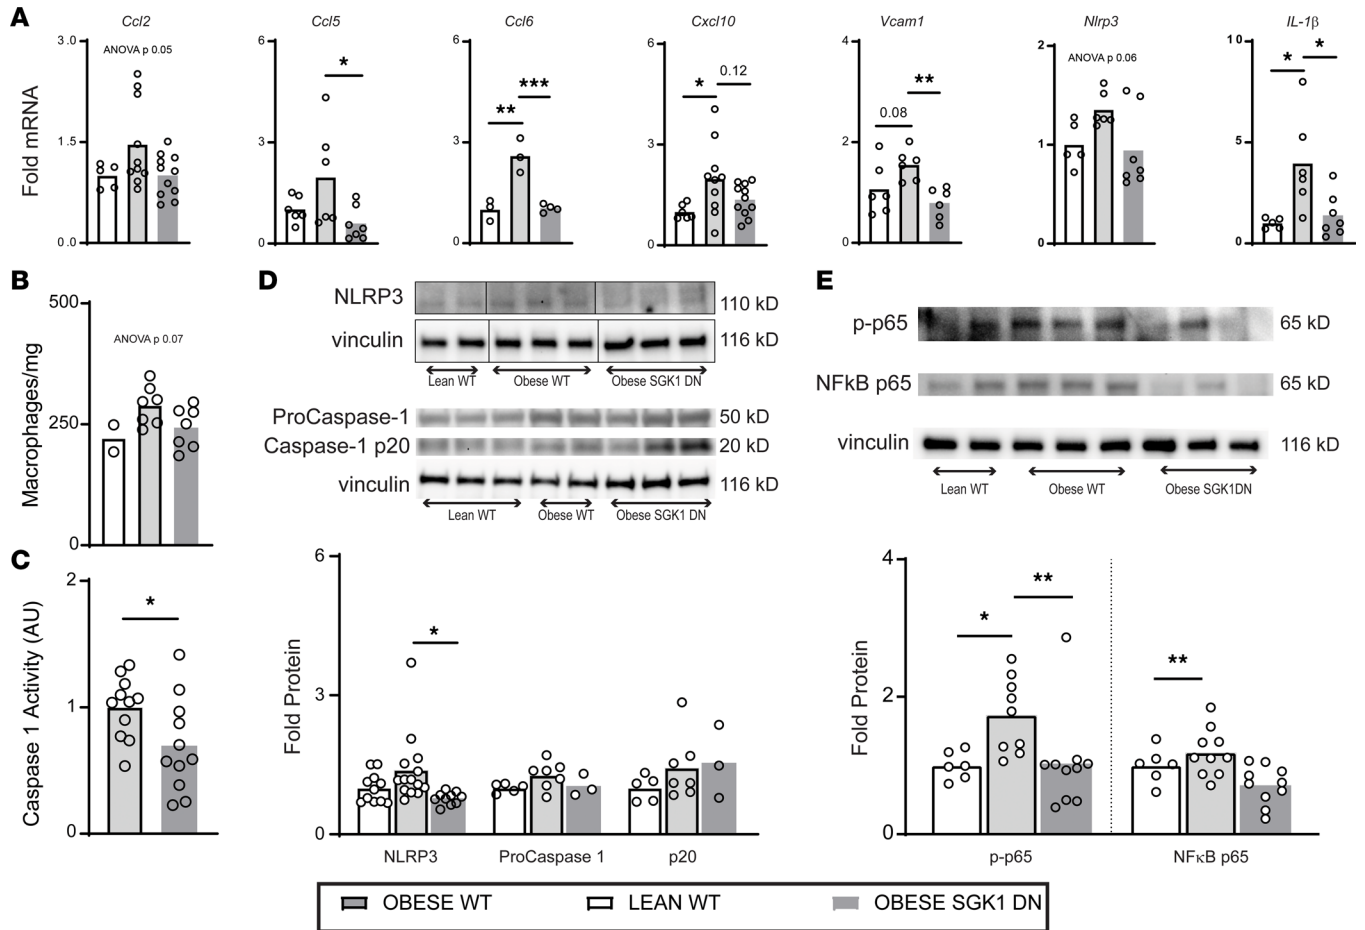 A
Ccl2
Ccl5
Ccl6
Cxcl10
Vcam1
Nlrp3
IL-1β
Fold mRNA
3.0
1.5
0.0
ANOVA p 0.05
6
3
0
*
6
3
0
**
***
6
3
0
*
0.12
4
2
0
0.08
**
2
1
0
ANOVA p 0.06
10
5
0
*
*
B
Macrophages/mg
500
250
0
ANOVA p 0.07
C
Caspase 1 Activity (AU)
2
1
0
*
D
NLRP3
110 kD
vinculin
116 kD
Lean WT
Obese WT
Obese SGK1 DN
ProCaspase-1
50 kD
Caspase-1 p20
20 kD
vinculin
116 kD
Lean WT
Obese WT
Obese SGK1 DN
Fold Protein
6
3
0
*
NLRP3
ProCaspase 1
p20
E
p-p65
65 kD
NFkB p65
65 kD
vinculin
116 kD
Lean WT
Obese WT
Obese SGK1DN
Fold Protein
4
2
0
*
**
**
p-p65
NFκB p65
OBESE WT
LEAN WT
OBESE SGK1 DN